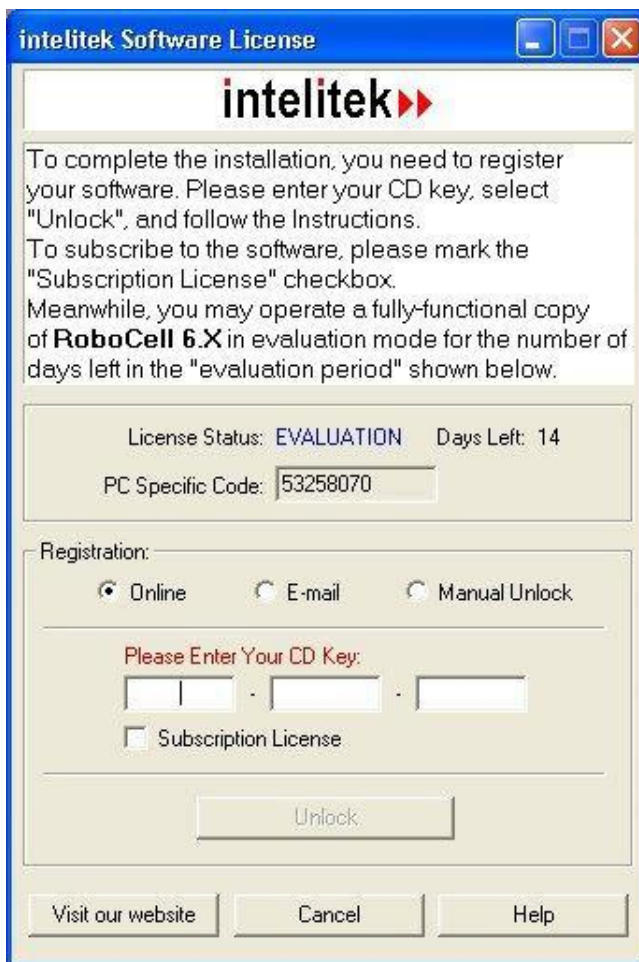 intelitek Software License
intelitek
To complete the installation, you need to register
your software. Please enter your CD key, select
"Unlock", and follow the Instructions.
To subscribe to the software, please mark the
"Subscription License" checkbox.
Meanwhile, you may operate a fully-functional copy
of RoboCell 6.X in evaluation mode for the number of
days left in the "evaluation period" shown below.
License Status: EVALUATION Days Left: 14
PC Specific Code: 53258070
Registration:
Online E-mail Manual Unlock
Please Enter Your CD Key:
- -
Subscription License
Unlock
Visit our website Cancel Help